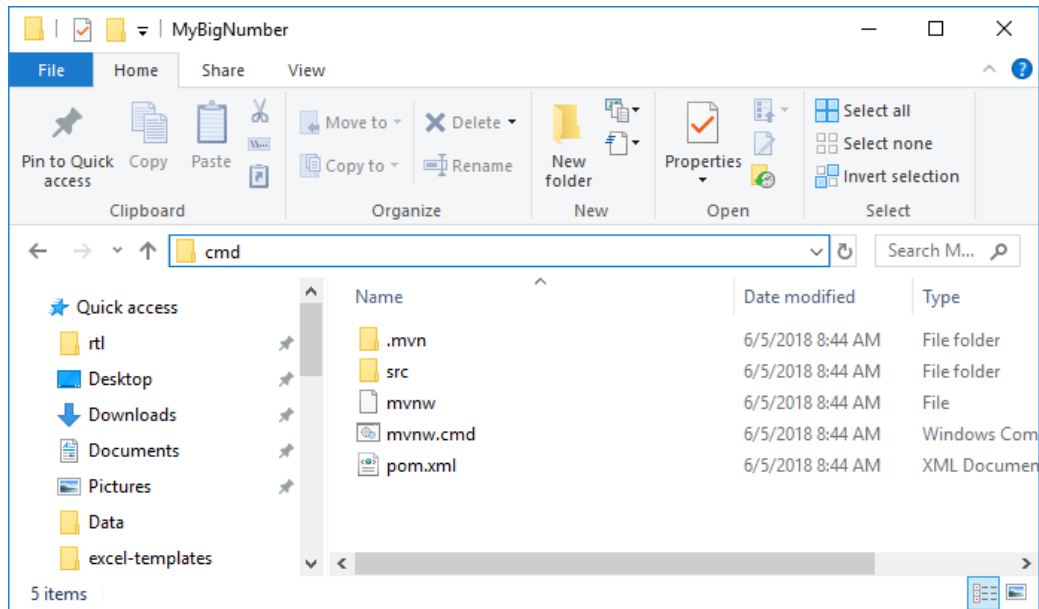 MyBigNumber
File Home Share View
Pin to Quick access
Copy
Paste
Clipboard
Move to
Copy to
Delete
Rename
Organize
New folder
New
Properties
Open
Select all
Select none
Invert selection
Select
cmd
Search M...
Quick access
rtl
Desktop
Downloads
Documents
Pictures
Data
excel-templates
Name Date modified Type
.mvn 6/5/2018 8:44 AM File folder
src 6/5/2018 8:44 AM File folder
mvnw 6/5/2018 8:44 AM File
mvnw.cmd 6/5/2018 8:44 AM Windows Com
pom.xml 6/5/2018 8:44 AM XML Documen
5 items